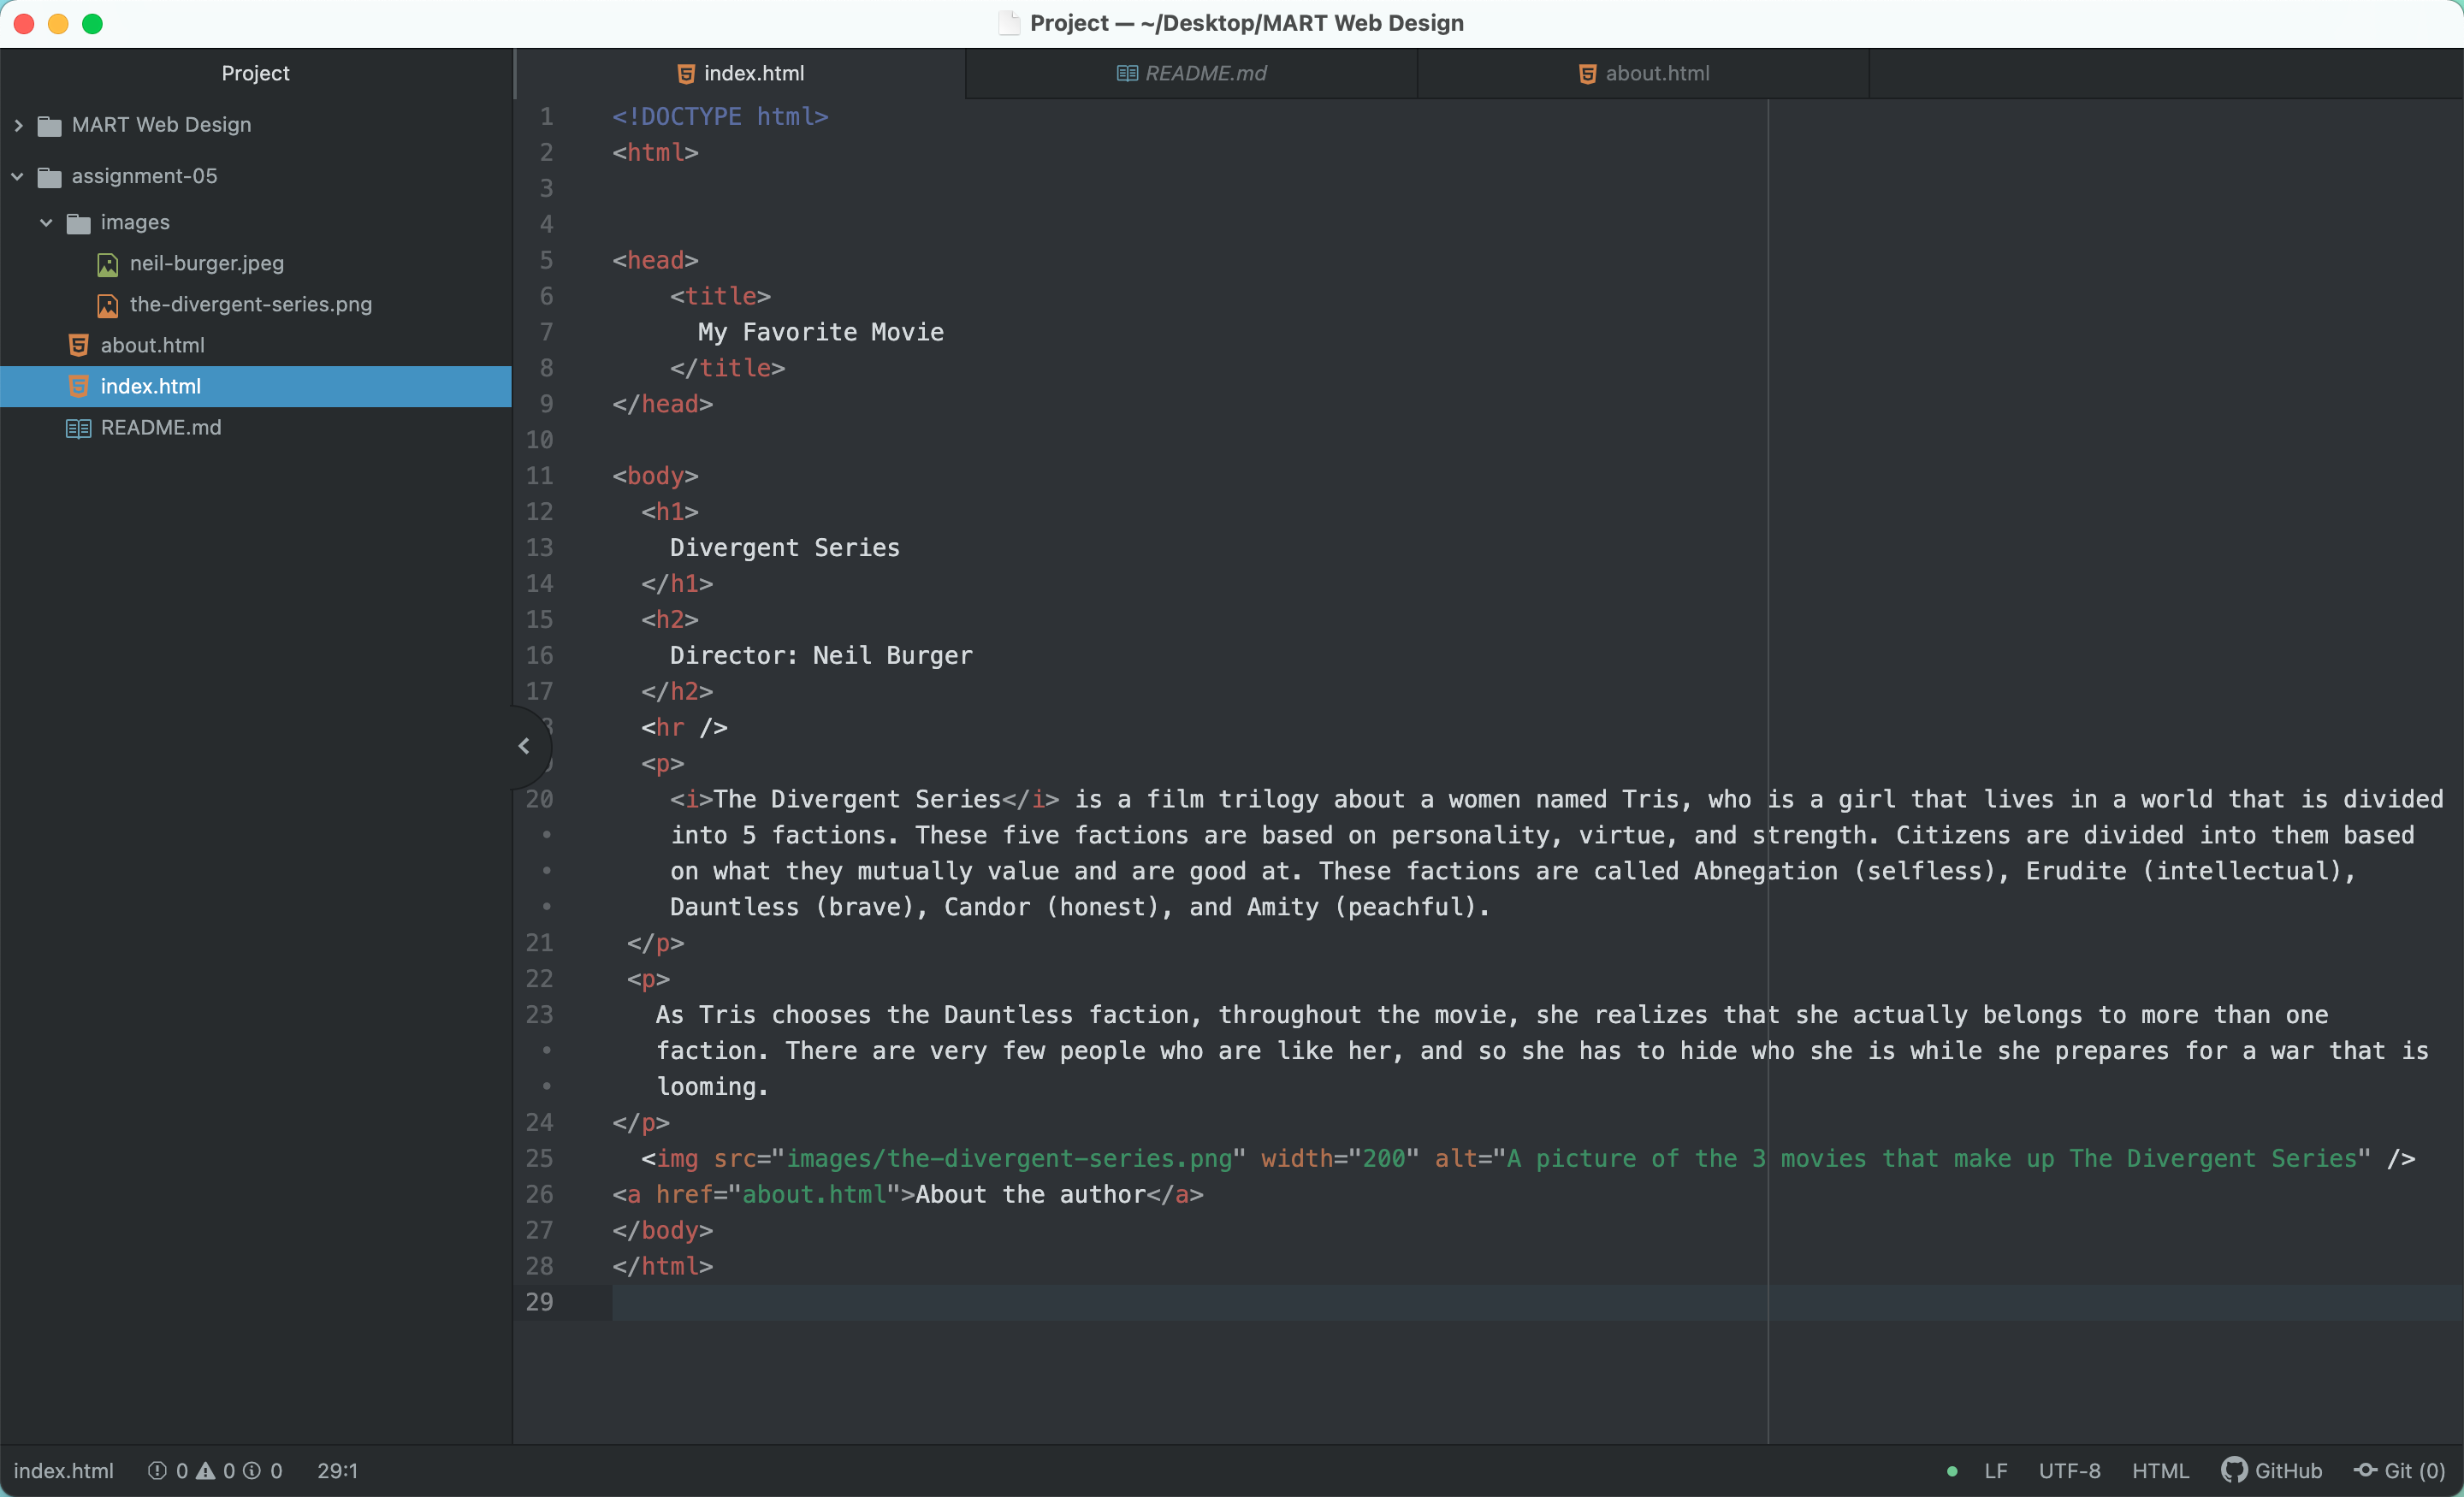 Project — ~/Desktop/MART Web Design
Project
index.html
README.md
about.html
MART Web Design
assignment-05
images
neil-burger.jpeg
the-divergent-series.png
about.html
index.html
README.md
1 <!DOCTYPE html>
2 <html>
3
4
5 <head>
6 <title>
7 My Favorite Movie
8 </title>
9 </head>
10
11 <body>
12 <h1>
13 Divergent Series
14 </h1>
15 <h2>
16 Director: Neil Burger
17 </h2>
<hr />
<p>
20 <i>The Divergent Series</i> is a film trilogy about a women named Tris, who is a girl that lives in a world that is divided
• into 5 factions. These five factions are based on personality, virtue, and strength. Citizens are divided into them based
• on what they mutually value and are good at. These factions are called Abnegation (selfless), Erudite (intellectual),
• Dauntless (brave), Candor (honest), and Amity (peachful).
21 </p>
22 <p>
23 As Tris chooses the Dauntless faction, throughout the movie, she realizes that she actually belongs to more than one
• faction. There are very few people who are like her, and so she has to hide who she is while she prepares for a war that is
• looming.
24 </p>
25 <img src="images/the-divergent-series.png" width="200" alt="A picture of the 3 movies that make up The Divergent Series" />
26 <a href="about.html">About the author</a>
27 </body>
28 </html>
29
index.html 0 0 0 29:1 LF UTF-8 HTML GitHub Git (0)